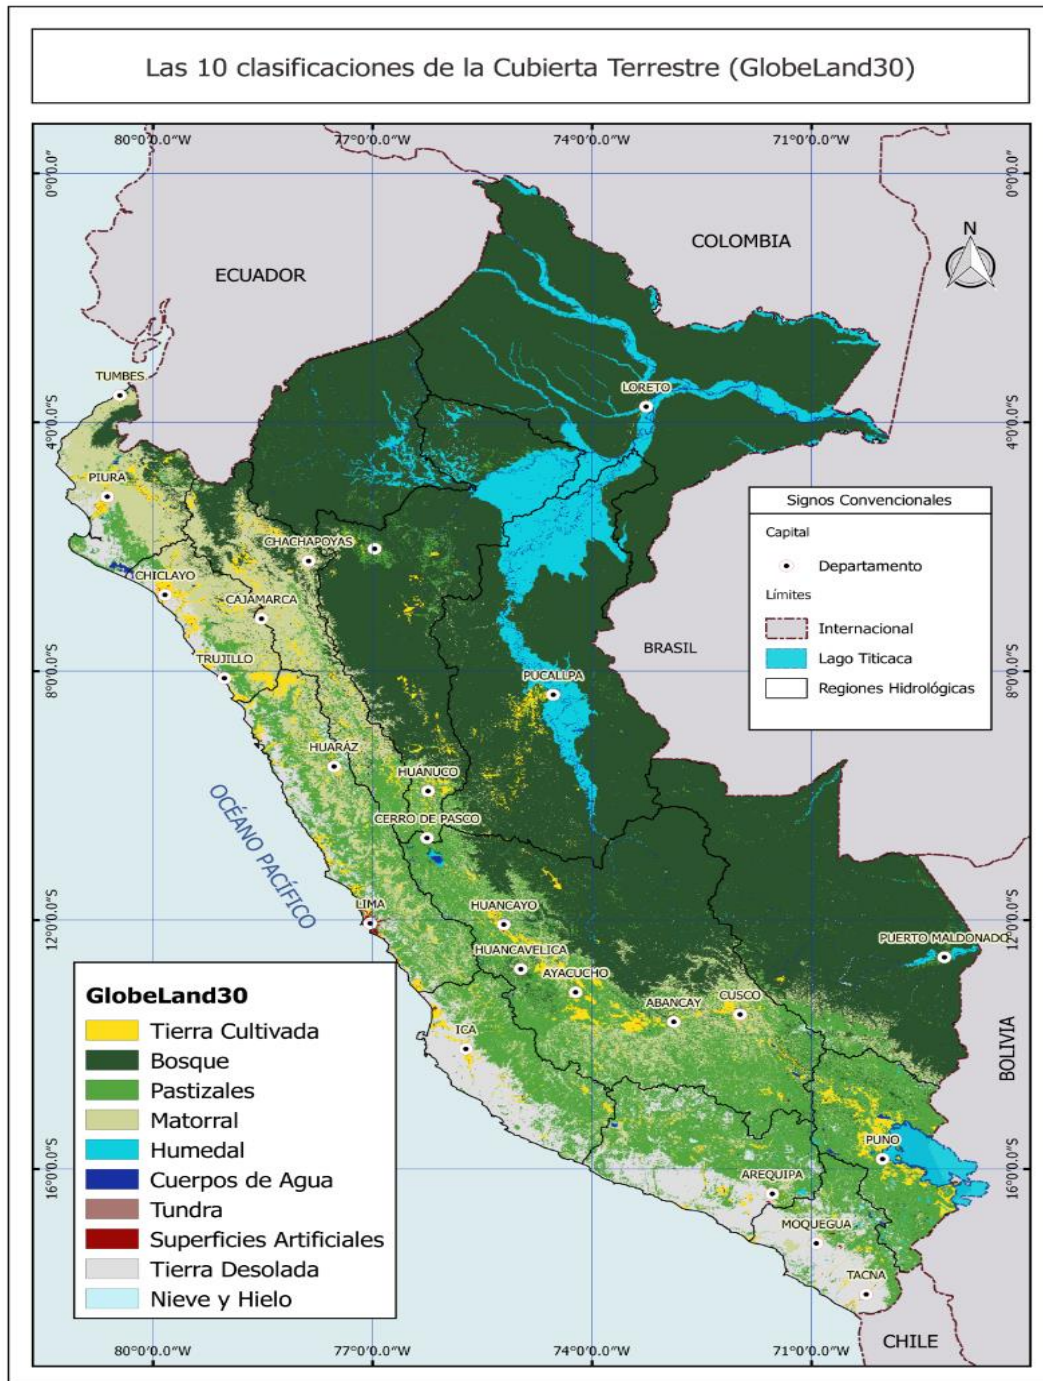 Las 10 clasificaciones de la Cubierta Terrestre (GlobeLand30)
80°0'0.0"W
77°0'0.0"W
74°0'0.0"W
71°0'0.0"W
0°0'0.0"
0°0'0.0"
COLOMBIA
N
ECUADOR
TUMBES
LORETO
4°0'0.0"S
4°0'0.0"S
PIURA
Signos Convencionales
Capital
Departamento
Límites
Internacional
Lago Titicaca
Regiones Hidrológicas
CHACHAPOYAS
CHICLAYO
CAJAMARCA
BRASIL
TRUJILLO
PUCALLPA
8°0'0.0"S
8°0'0.0"S
HUARÁZ
HUÁNUCO
CERRO DE PASCO
OCÉANO PACÍFICO
LIMA
HUANCAYO
12°0'0.0"S
12°0'0.0"S
PUERTO MALDONADO
HUANCAVELICA
AYACUCHO
ABANCAY
CUSCO
ICA
BOLIVIA
GlobeLand30
Tierra Cultivada
Bosque
Pastizales
Matorral
Humedal
Cuerpos de Agua
Tundra
Superficies Artificiales
Tierra Desolada
Nieve y Hielo
PUNO
16°0'0.0"S
16°0'0.0"S
AREQUIPA
MOQUEGUA
TACNA
CHILE
80°0'0.0"W
77°0'0.0"W
74°0'0.0"W
71°0'0.0"W